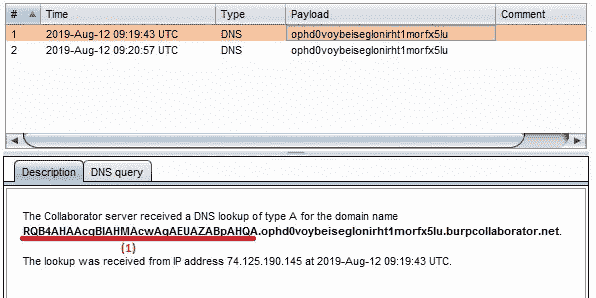 # Time Type Payload Comment
1 2019-Aug-12 09:19:43 UTC DNS ophd0voybeiseglonirht1morfx5lu
2 2019-Aug-12 09:20:57 UTC DNS ophd0voybeiseglonirht1morfx5lu
Description DNS query
The Collaborator server received a DNS lookup of type A for the domain name
RQB4AHAAcgBlAHMAcwAgAEUAZABpAHQA.ophd0voybeiseglonirht1morfx5lu.burpcollaborator.net.
(1)
The lookup was received from IP address 74.125.190.145 at 2019-Aug-12 09:19:43 UTC.